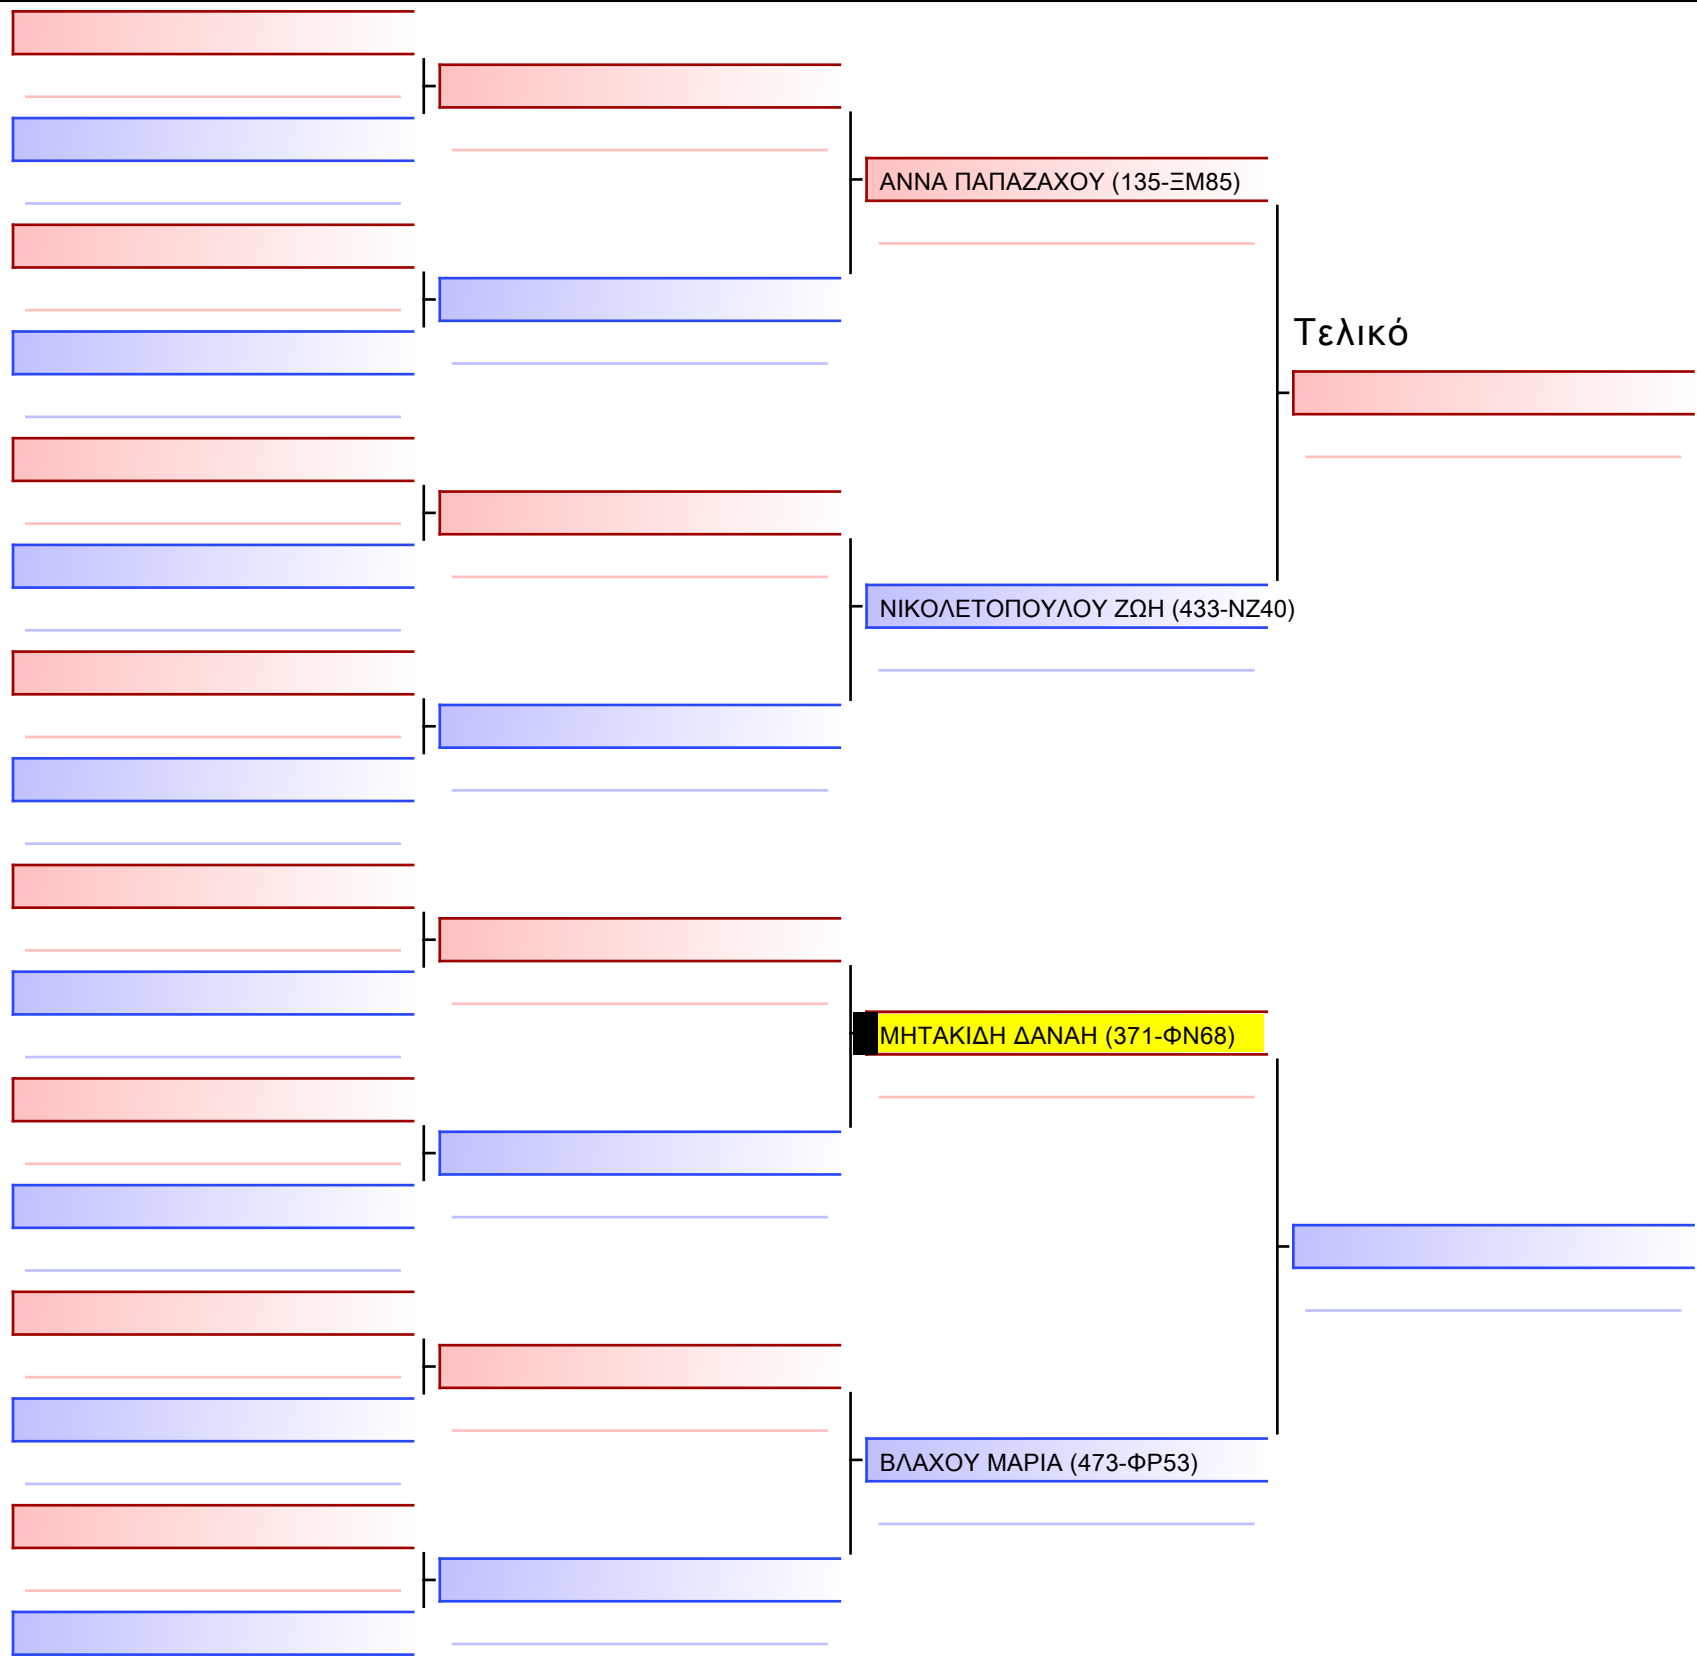 ΑΝΝΑ ΠΑΠΑΖΑΧΟΥ (135-ΞΜ85)
Τελικό
ΝΙΚΟΛΕΤΟΠΟΥΛΟΥ ΖΩΗ (433-ΝΖ40)
ΜΗΤΑΚΙΔΗ ΔΑΝΑΗ (371-ΦΝ68)
ΒΛΑΧΟΥ ΜΑΡΙΑ (473-ΦΡ53)